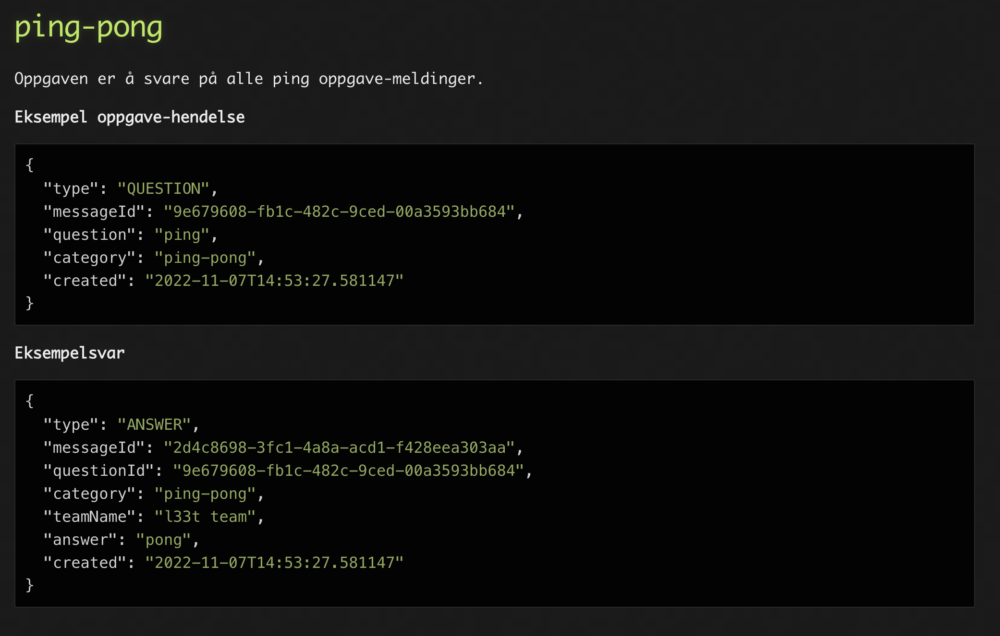 ping-pong
Oppgaven er å svare på alle ping oppgave-meldinger.
Eksempel oppgave-hendelse
{
  "type": "QUESTION",
  "messageId": "9e679608-fb1c-482c-9ced-00a3593bb684",
  "question": "ping",
  "category": "ping-pong",
  "created": "2022-11-07T14:53:27.581147"
}
Eksempelsvar
{
  "type": "ANSWER",
  "messageId": "2d4c8698-3fc1-4a8a-acd1-f428eea303aa",
  "questionId": "9e679608-fb1c-482c-9ced-00a3593bb684",
  "category": "ping-pong",
  "teamName": "l33t team",
  "answer": "pong",
  "created": "2022-11-07T14:53:27.581147"
}